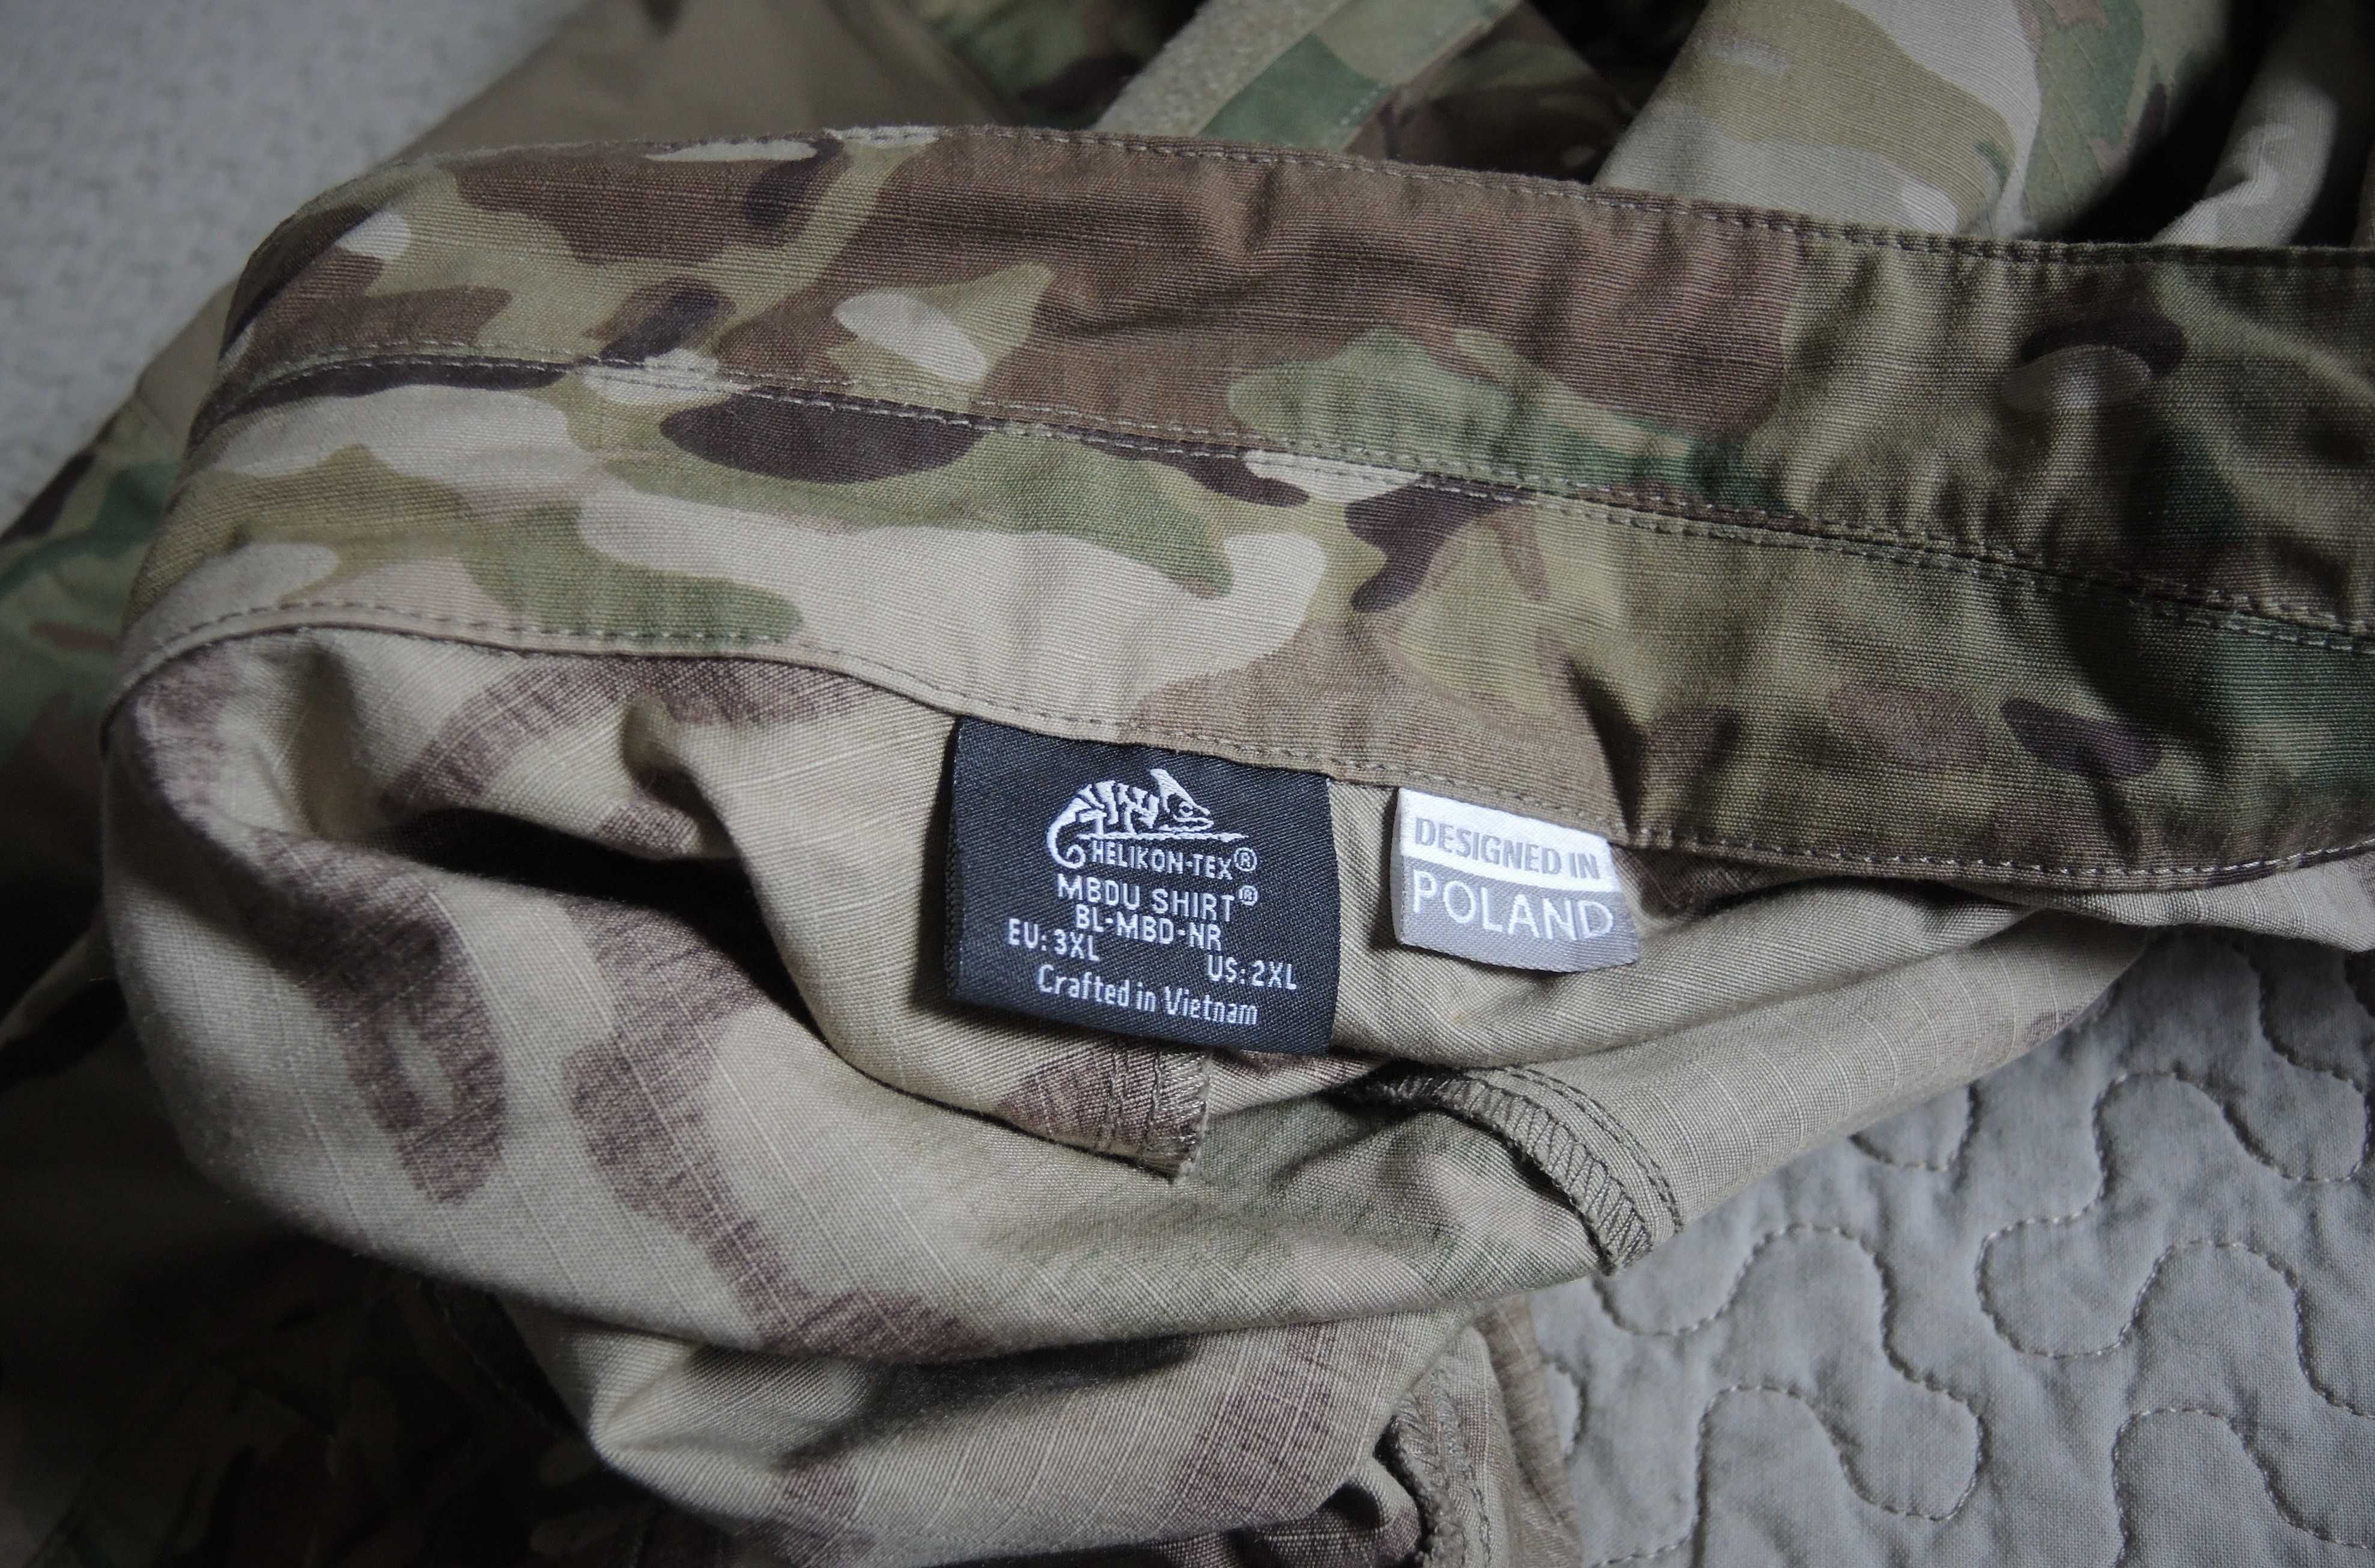 HELIKON-TEX®
MBDU SHIRT®
BL-MBD-NR
EU: 3XL
US: 2XL
Crafted in Vietnam
DESIGNED IN
POLAND